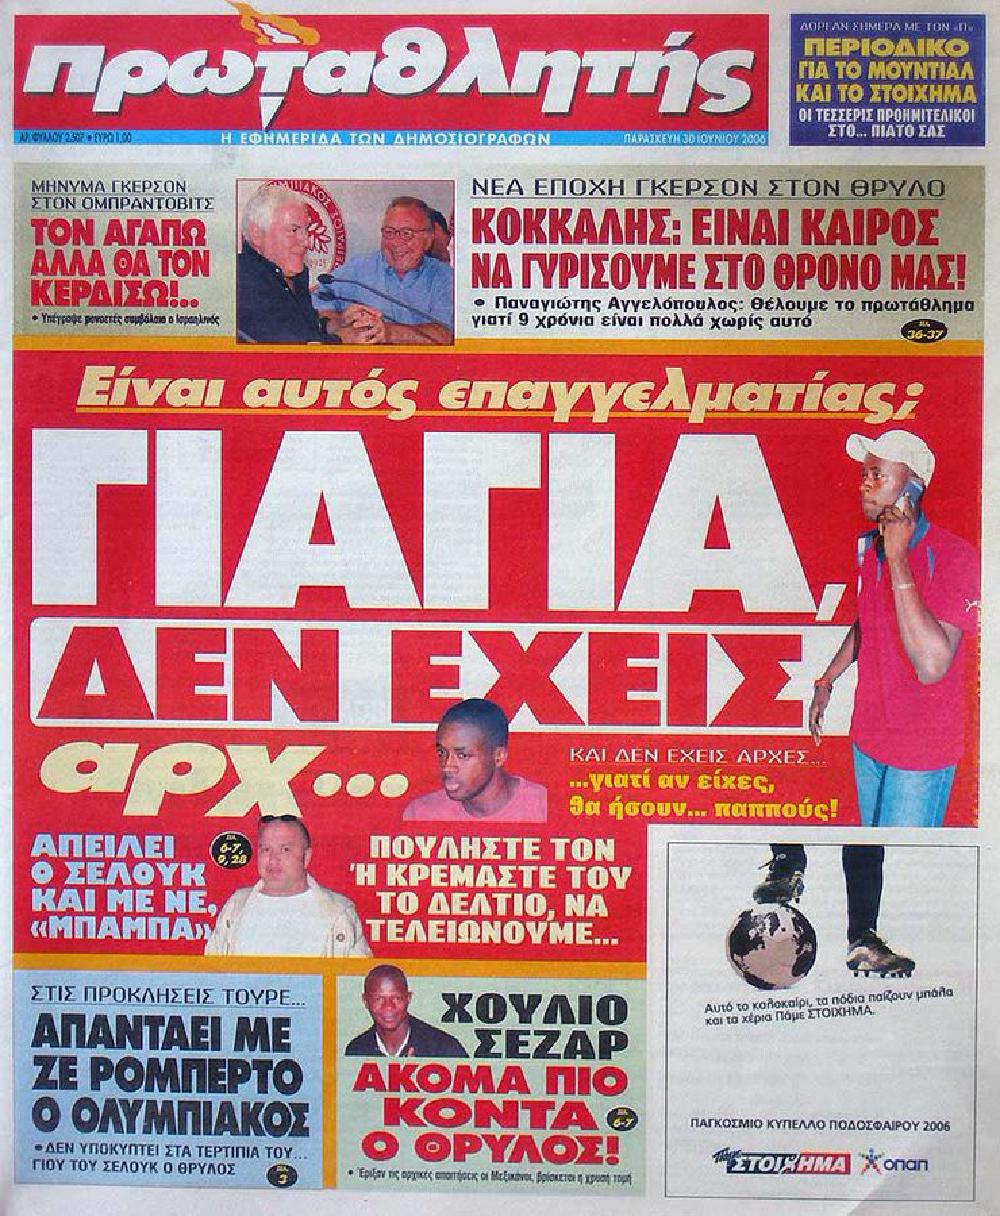 πρωταθλητής
ΑΡ. ΦΥΛΛΟΥ 2.507 • ΕΥΡΩ 1,00
Η ΕΦΗΜΕΡΙΔΑ ΤΩΝ ΔΗΜΟΣΙΟΓΡΑΦΩΝ
ΠΑΡΑΣΚΕΥΗ 30 ΙΟΥΝΙΟΥ 2006
ΔΩΡΕΑΝ ΣΗΜΕΡΑ ΜΕ ΤΟΝ «Π»
ΠΕΡΙΟΔΙΚΟ
ΓΙΑ ΤΟ ΜΟΥΝΤΙΑΛ
ΚΑΙ ΤΟ ΣΤΟΙΧΗΜΑ
ΟΙ ΤΕΣΣΕΡΙΣ ΠΡΟΗΜΙΤΕΛΙΚΟΙ
ΣΤΟ... ΠΙΑΤΟ ΣΑΣ
ΜΗΝΥΜΑ ΓΚΕΡΣΟΝ
ΣΤΟΝ ΟΜΠΡΑΝΤΟΒΙΤΣ
ΤΟΝ ΑΓΑΠΩ
ΑΛΛΑ ΘΑ ΤΟΝ
ΚΕΡΔΙΣΩ!...
• Υπέγραψε μονοετές συμβόλαιο ο Ισραηλινός
ΝΕΑ ΕΠΟΧΗ ΓΚΕΡΣΟΝ ΣΤΟΝ ΘΡΥΛΟ
ΚΟΚΚΑΛΗΣ: ΕΙΝΑΙ ΚΑΙΡΟΣ
ΝΑ ΓΥΡΙΣΟΥΜΕ ΣΤΟ ΘΡΟΝΟ ΜΑΣ!
• Παναγιώτης Αγγελόπουλος: Θέλουμε το πρωτάθλημα
γιατί 9 χρόνια είναι πολλά χωρίς αυτό
36-37
Είναι αυτός επαγγελματίας;
ΓΙΑΓΙΑ,
ΔΕΝ ΕΧΕΙΣ
αρχ...
ΚΑΙ ΔΕΝ ΕΧΕΙΣ ΑΡΧΕΣ...
...γιατί αν είχες,
θα ήσουν... παππούς!
ΑΠΕΙΛΕΙ
Ο ΣΕΛΟΥΚ
ΚΑΙ ΜΕ ΝΕ,
«ΜΠΑΜΠΑ»
6-7,
9, 28
ΠΟΥΛΗΣΤΕ ΤΟΝ
Ή ΚΡΕΜΑΣΤΕ ΤΟΥ
ΤΟ ΔΕΛΤΙΟ, ΝΑ
ΤΕΛΕΙΩΝΟΥΜΕ...
ΣΤΙΣ ΠΡΟΚΛΗΣΕΙΣ ΤΟΥΡΕ...
ΑΠΑΝΤΑΕΙ ΜΕ
ΖΕ ΡΟΜΠΕΡΤΟ
Ο ΟΛΥΜΠΙΑΚΟΣ
• ΔΕΝ ΥΠΟΚΥΠΤΕΙ ΣΤΑ ΤΕΡΤΙΠΙΑ ΤΟΥ...
ΓΙΟΥ ΤΟΥ ΣΕΛΟΥΚ Ο ΘΡΥΛΟΣ
3
ΧΟΥΛΙΟ
ΣΕΖΑΡ
ΑΚΟΜΑ ΠΙΟ
ΚΟΝΤΑ
Ο ΘΡΥΛΟΣ!
6-7
• Έριξαν τις αρχικές απαιτήσεις οι Μεξικάνοι, βρίσκεται η χρυσή τομή
Αυτό το καλοκαίρι, τα πόδια παίζουν μπάλα
και τα χέρια Πάμε ΣΤΟΙΧΗΜΑ.
ΠΑΓΚΟΣΜΙΟ ΚΥΠΕΛΛΟ ΠΟΔΟΣΦΑΙΡΟΥ 2006
Πάμε ΣΤΟΙΧΗΜΑ
οπαπ